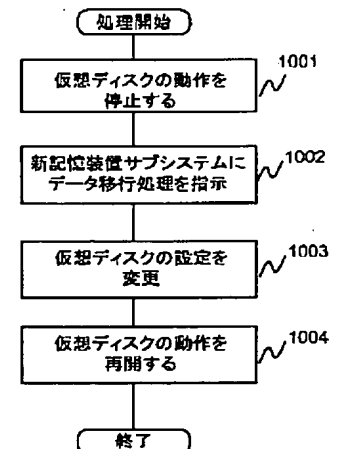 処理開始
仮想ディスクの動作を
停止する
1001
新記憶装置サブシステムに
データ移行処理を指示
1002
仮想ディスクの設定を
変更
1003
仮想ディスクの動作を
再開する
1004
終了